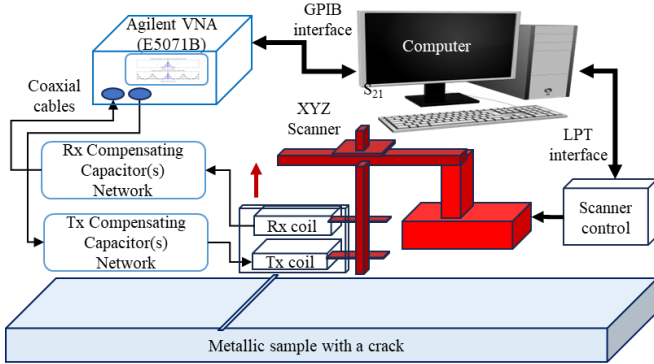 Agilent VNA
(E5071B)
GPIB
interface
Computer
S21
Coaxial
cables
XYZ
Scanner
LPT
interface
Rx Compensating
Capacitor(s)
Network
Tx Compensating
Capacitor(s)
Network
Rx coil
Tx coil
Scanner
control
Metallic sample with a crack